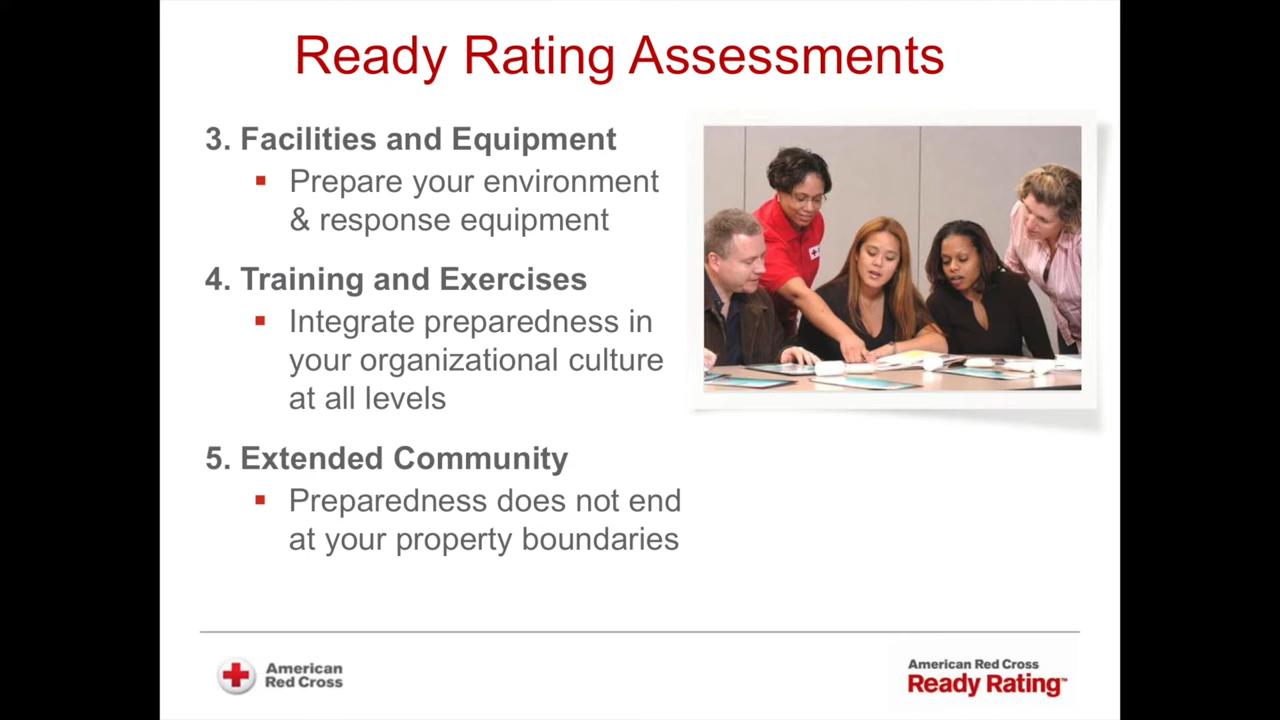 Ready Rating Assessments
3. Facilities and Equipment
▪ Prepare your environment
& response equipment
4. Training and Exercises
▪ Integrate preparedness in
your organizational culture
at all levels
5. Extended Community
▪ Preparedness does not end
at your property boundaries
American
Red Cross
American Red Cross
Ready Rating™